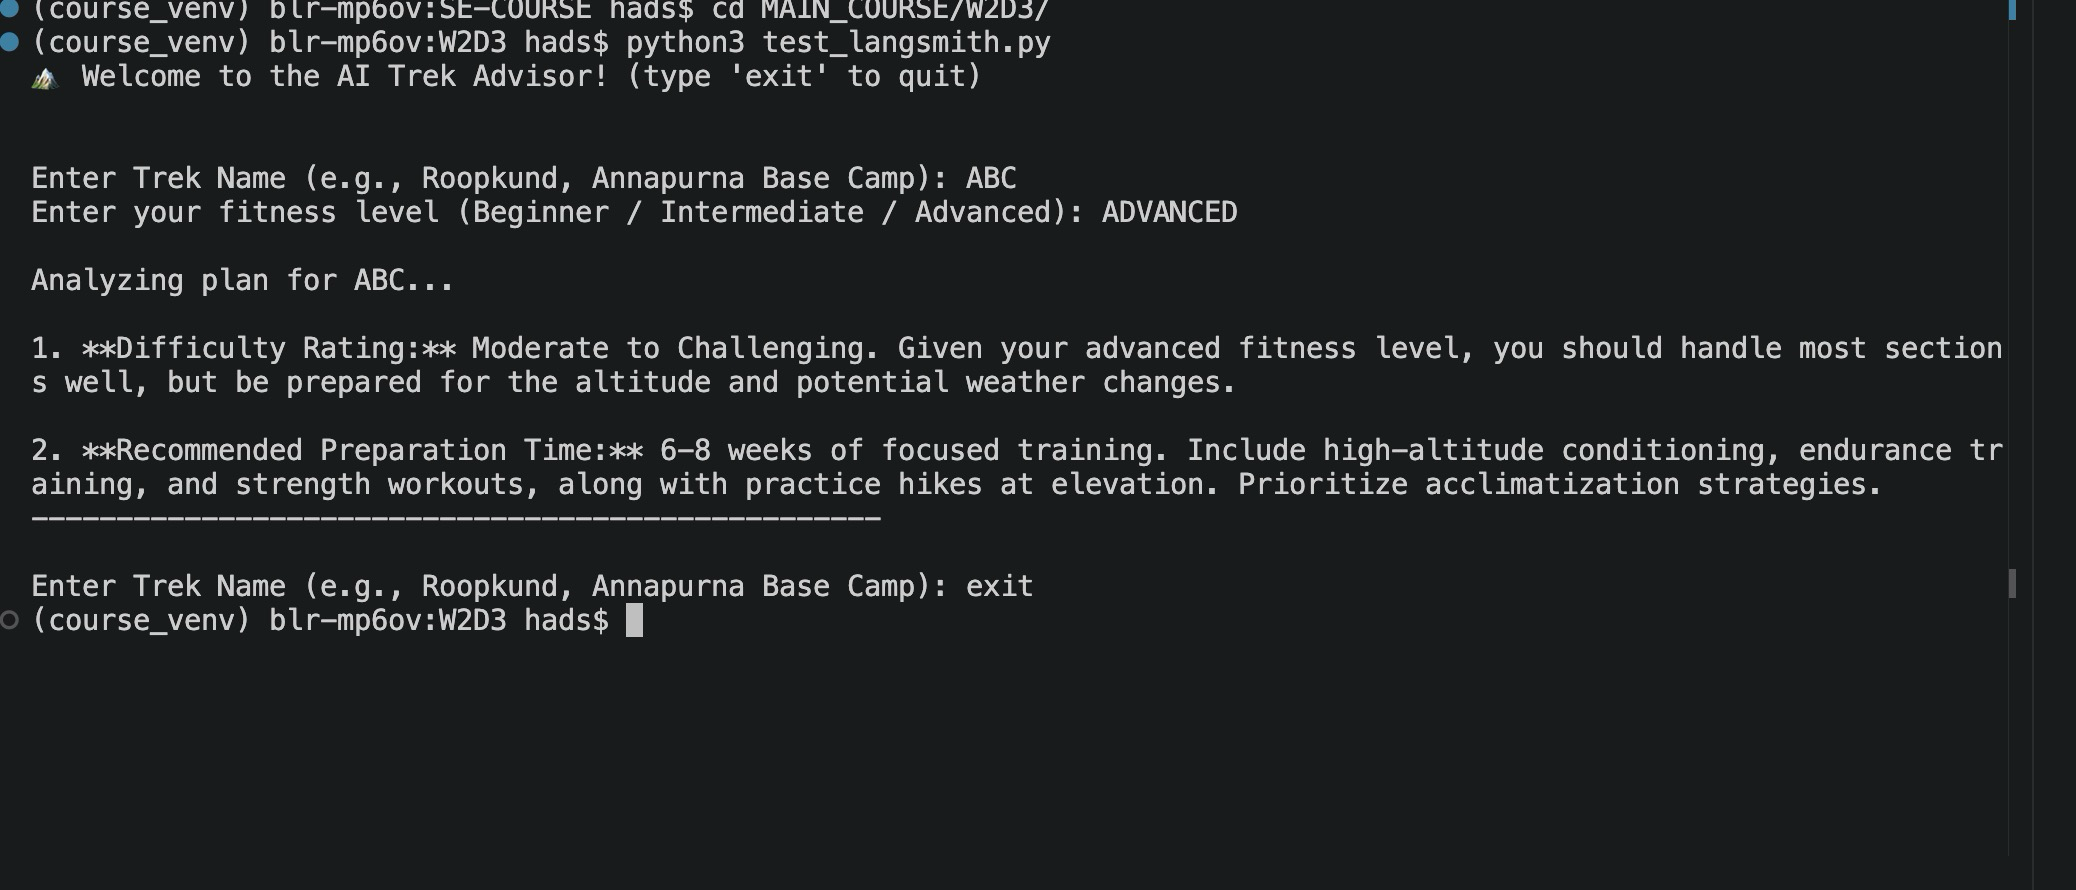 (course_venv) blr-mp6ov:SE-COURSE hads$ cd MAIN_COURSE/W2D3/
(course_venv) blr-mp6ov:W2D3 hads$ python3 test_langsmith.py
🏔️ Welcome to the AI Trek Advisor! (type 'exit' to quit)
Enter Trek Name (e.g., Roopkund, Annapurna Base Camp): ABC
Enter your fitness level (Beginner / Intermediate / Advanced): ADVANCED
Analyzing plan for ABC...
1. **Difficulty Rating:** Moderate to Challenging. Given your advanced fitness level, you should handle most section
s well, but be prepared for the altitude and potential weather changes.
2. **Recommended Preparation Time:** 6-8 weeks of focused training. Include high-altitude conditioning, endurance tr
aining, and strength workouts, along with practice hikes at elevation. Prioritize acclimatization strategies.
--------------------------------------------------
Enter Trek Name (e.g., Roopkund, Annapurna Base Camp): exit
(course_venv) blr-mp6ov:W2D3 hads$